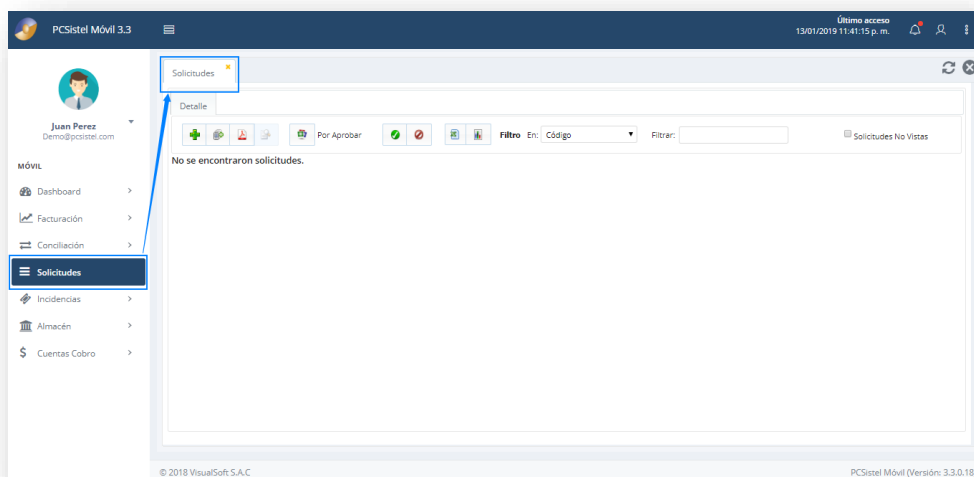 PCSistel Móvil 3.3
Último acceso
13/01/2019 11:41:15 p. m.
Juan Perez
Demo@pcsistel.com
MÓVIL
Dashboard
Facturación
Conciliación
Solicitudes
Incidencias
Almacén
Cuentas Cobro
Solicitudes
Detalle
Por Aprobar
Filtro En: Código
Filtrar:
Solicitudes No Vistas
No se encontraron solicitudes.
© 2018 VisualSoft S.A.C
PCSistel Móvil (Versión: 3.3.0.18